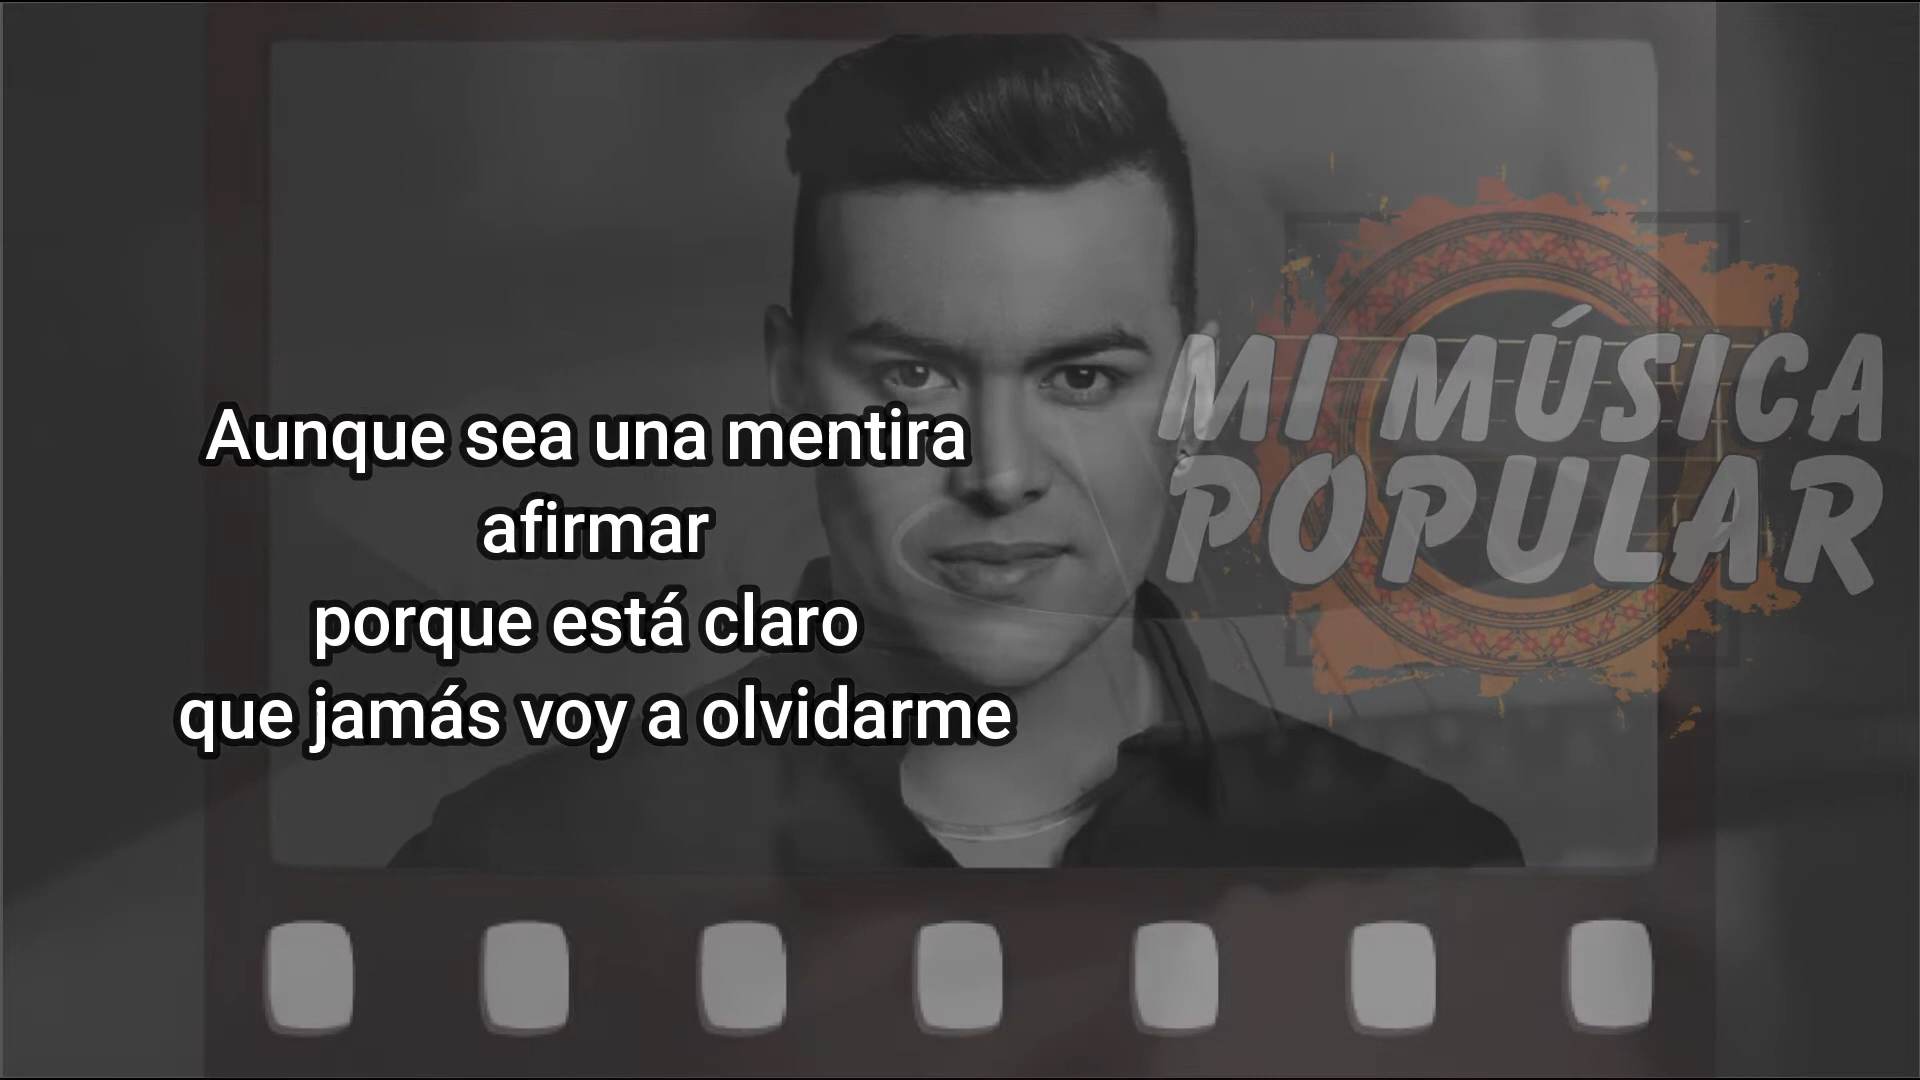 Aunque sea una mentira
afirmar
porque está claro
que jamás voy a olvidarme
MI MÚSICA
POPULAR